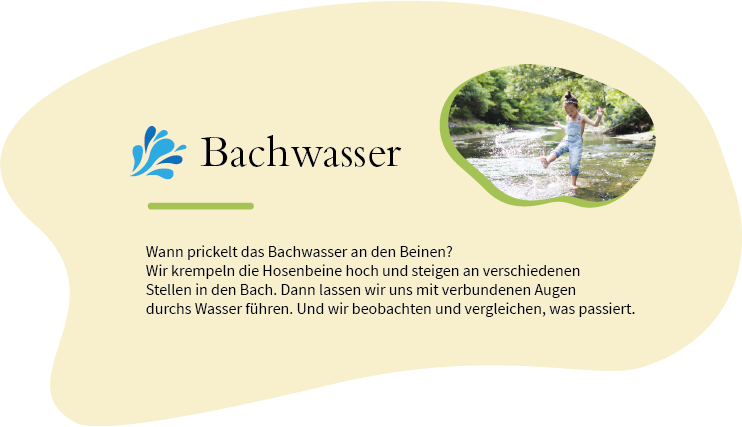 Bachwasser
Wann prickelt das Bachwasser an den Beinen?
Wir krempeln die Hosenbeine hoch und steigen an verschiedenen
Stellen in den Bach. Dann lassen wir uns mit verbundenen Augen
durchs Wasser führen. Und wir beobachten und vergleichen, was passiert.